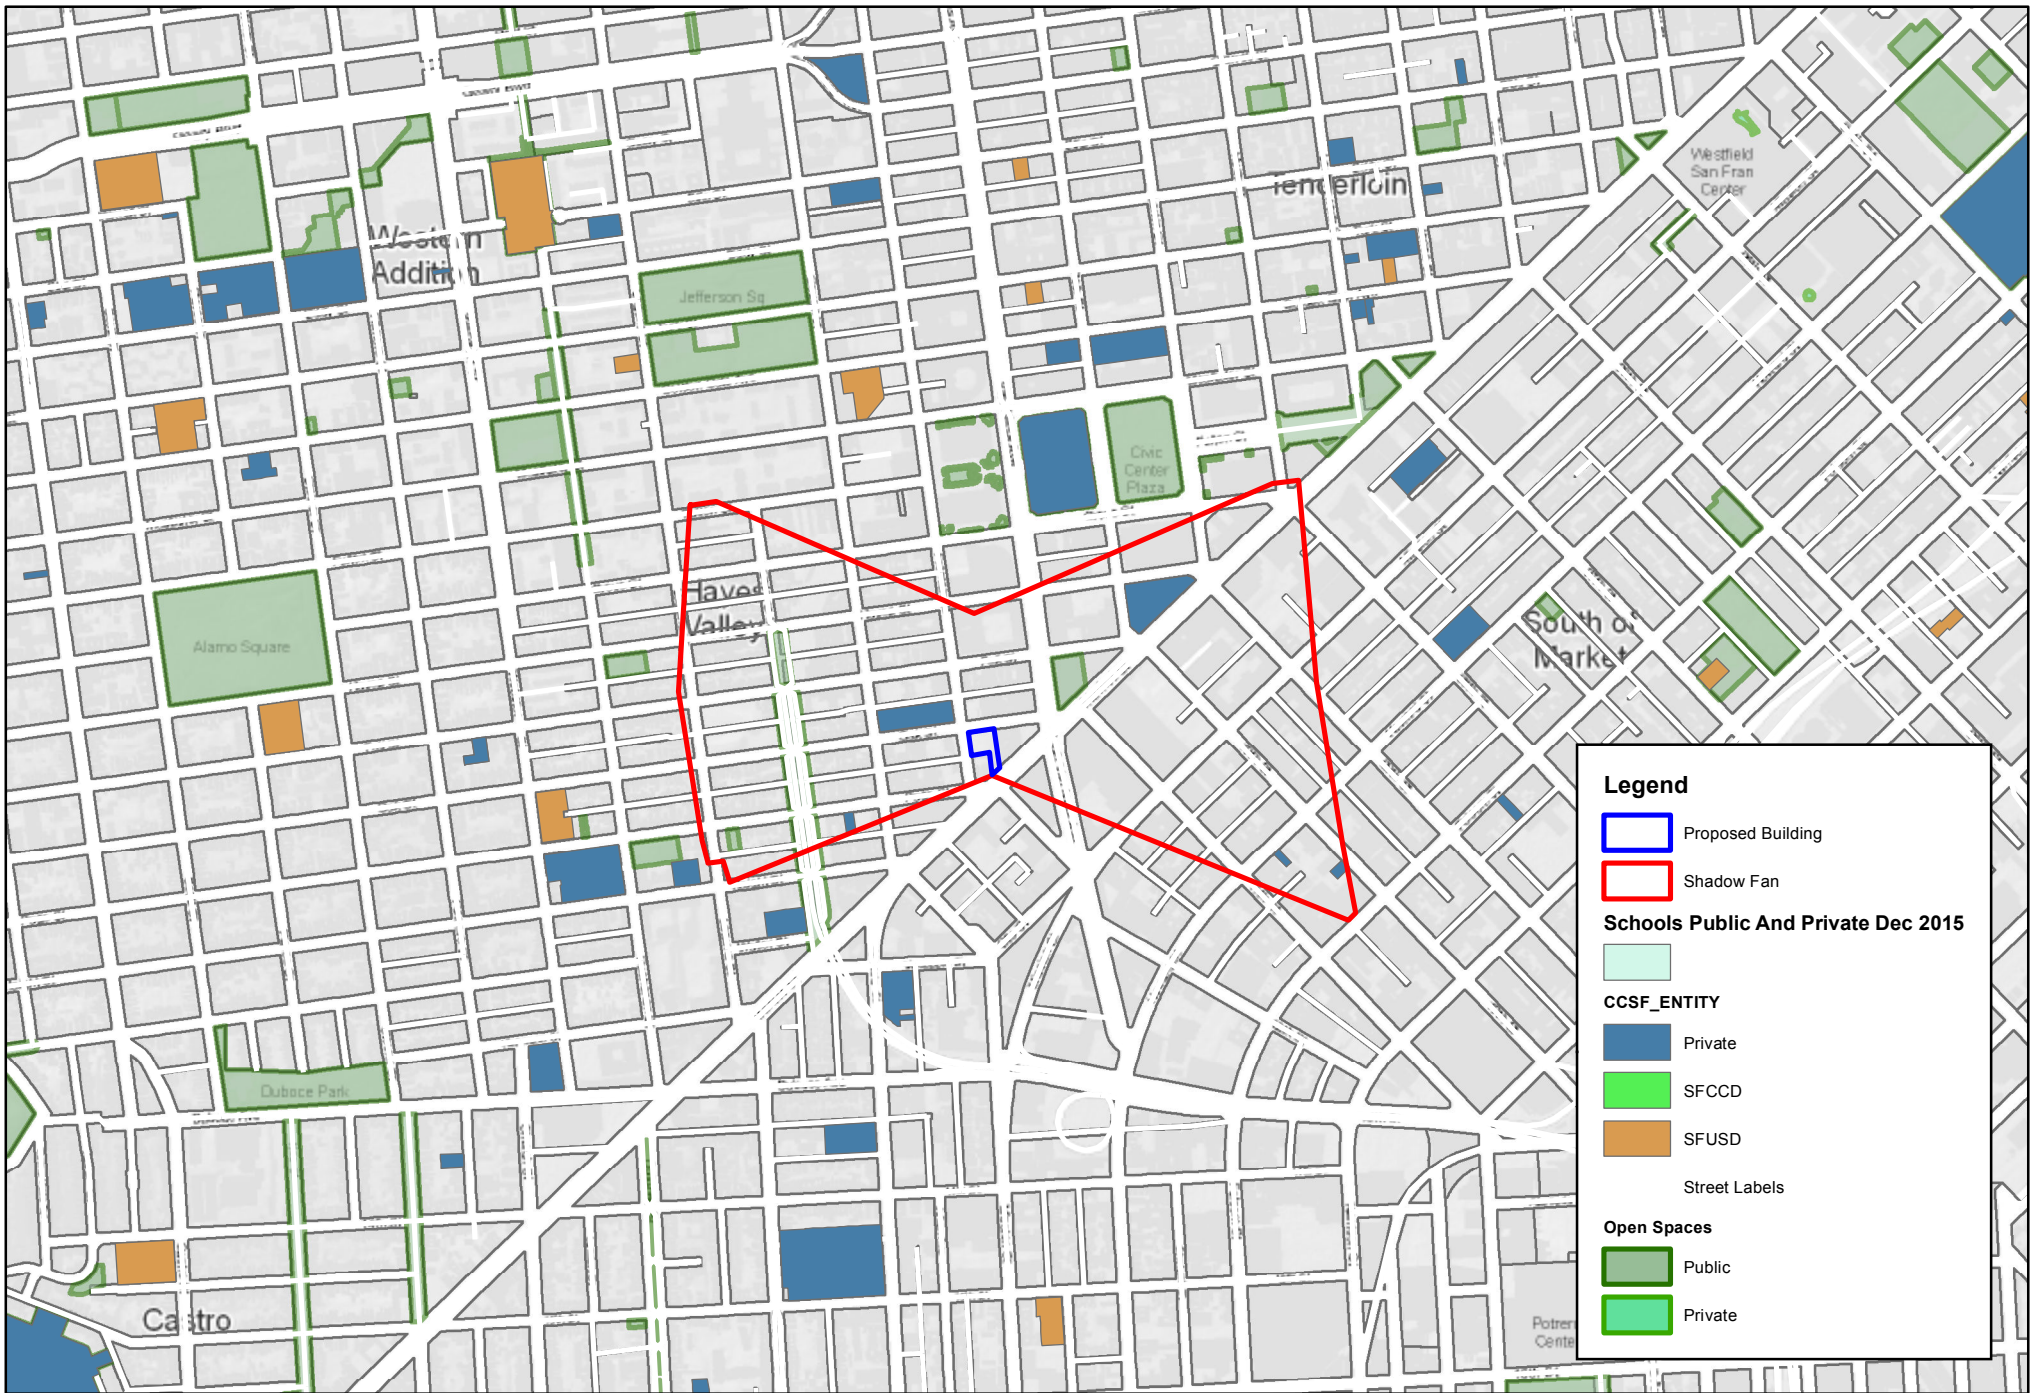 Westfield
San Fran
Center
Tenderloin
Western
Addition
Jefferson Sq
Civic
Center
Plaza
Hayes
Valley
South of
Market
Alamo Square
Duboce Park
Castro
Legend
Proposed Building
Shadow Fan
Schools Public And Private Dec 2015
CCSF_ENTITY
Private
SFCCD
SFUSD
Street Labels
Open Spaces
Public
Private